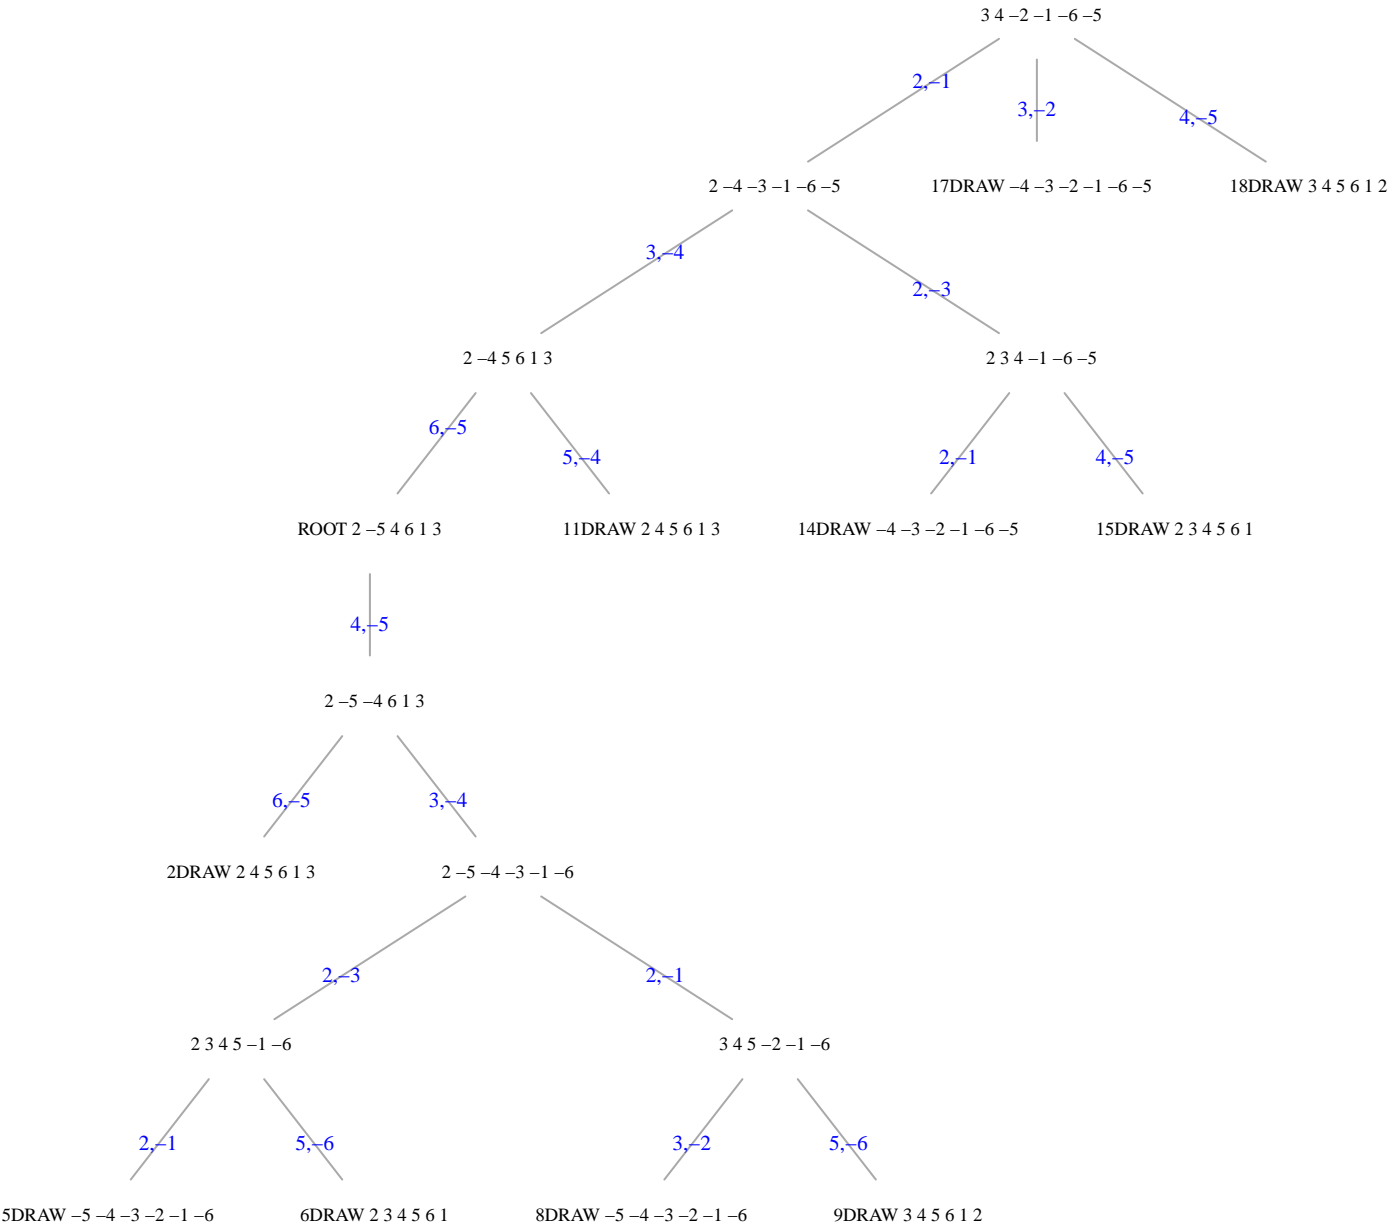 3 4 –2 –1 –6 –5
2,–1
3,–2
4,–5
2 –4 –3 –1 –6 –5
17DRAW –4 –3 –2 –1 –6 –5
18DRAW 3 4 5 6 1 2
3,–4
2,–3
2 –4 5 6 1 3
2 3 4 –1 –6 –5
6,–5
5,–4
2,–1
4,–5
ROOT 2 –5 4 6 1 3
11DRAW 2 4 5 6 1 3
14DRAW –4 –3 –2 –1 –6 –5
15DRAW 2 3 4 5 6 1
4,–5
2 –5 –4 6 1 3
6,–5
3,–4
2DRAW 2 4 5 6 1 3
2 –5 –4 –3 –1 –6
2,–3
2,–1
2 3 4 5 –1 –6
3 4 5 –2 –1 –6
2,–1
5,–6
3,–2
5,–6
5DRAW –5 –4 –3 –2 –1 –6
6DRAW 2 3 4 5 6 1
8DRAW –5 –4 –3 –2 –1 –6
9DRAW 3 4 5 6 1 2